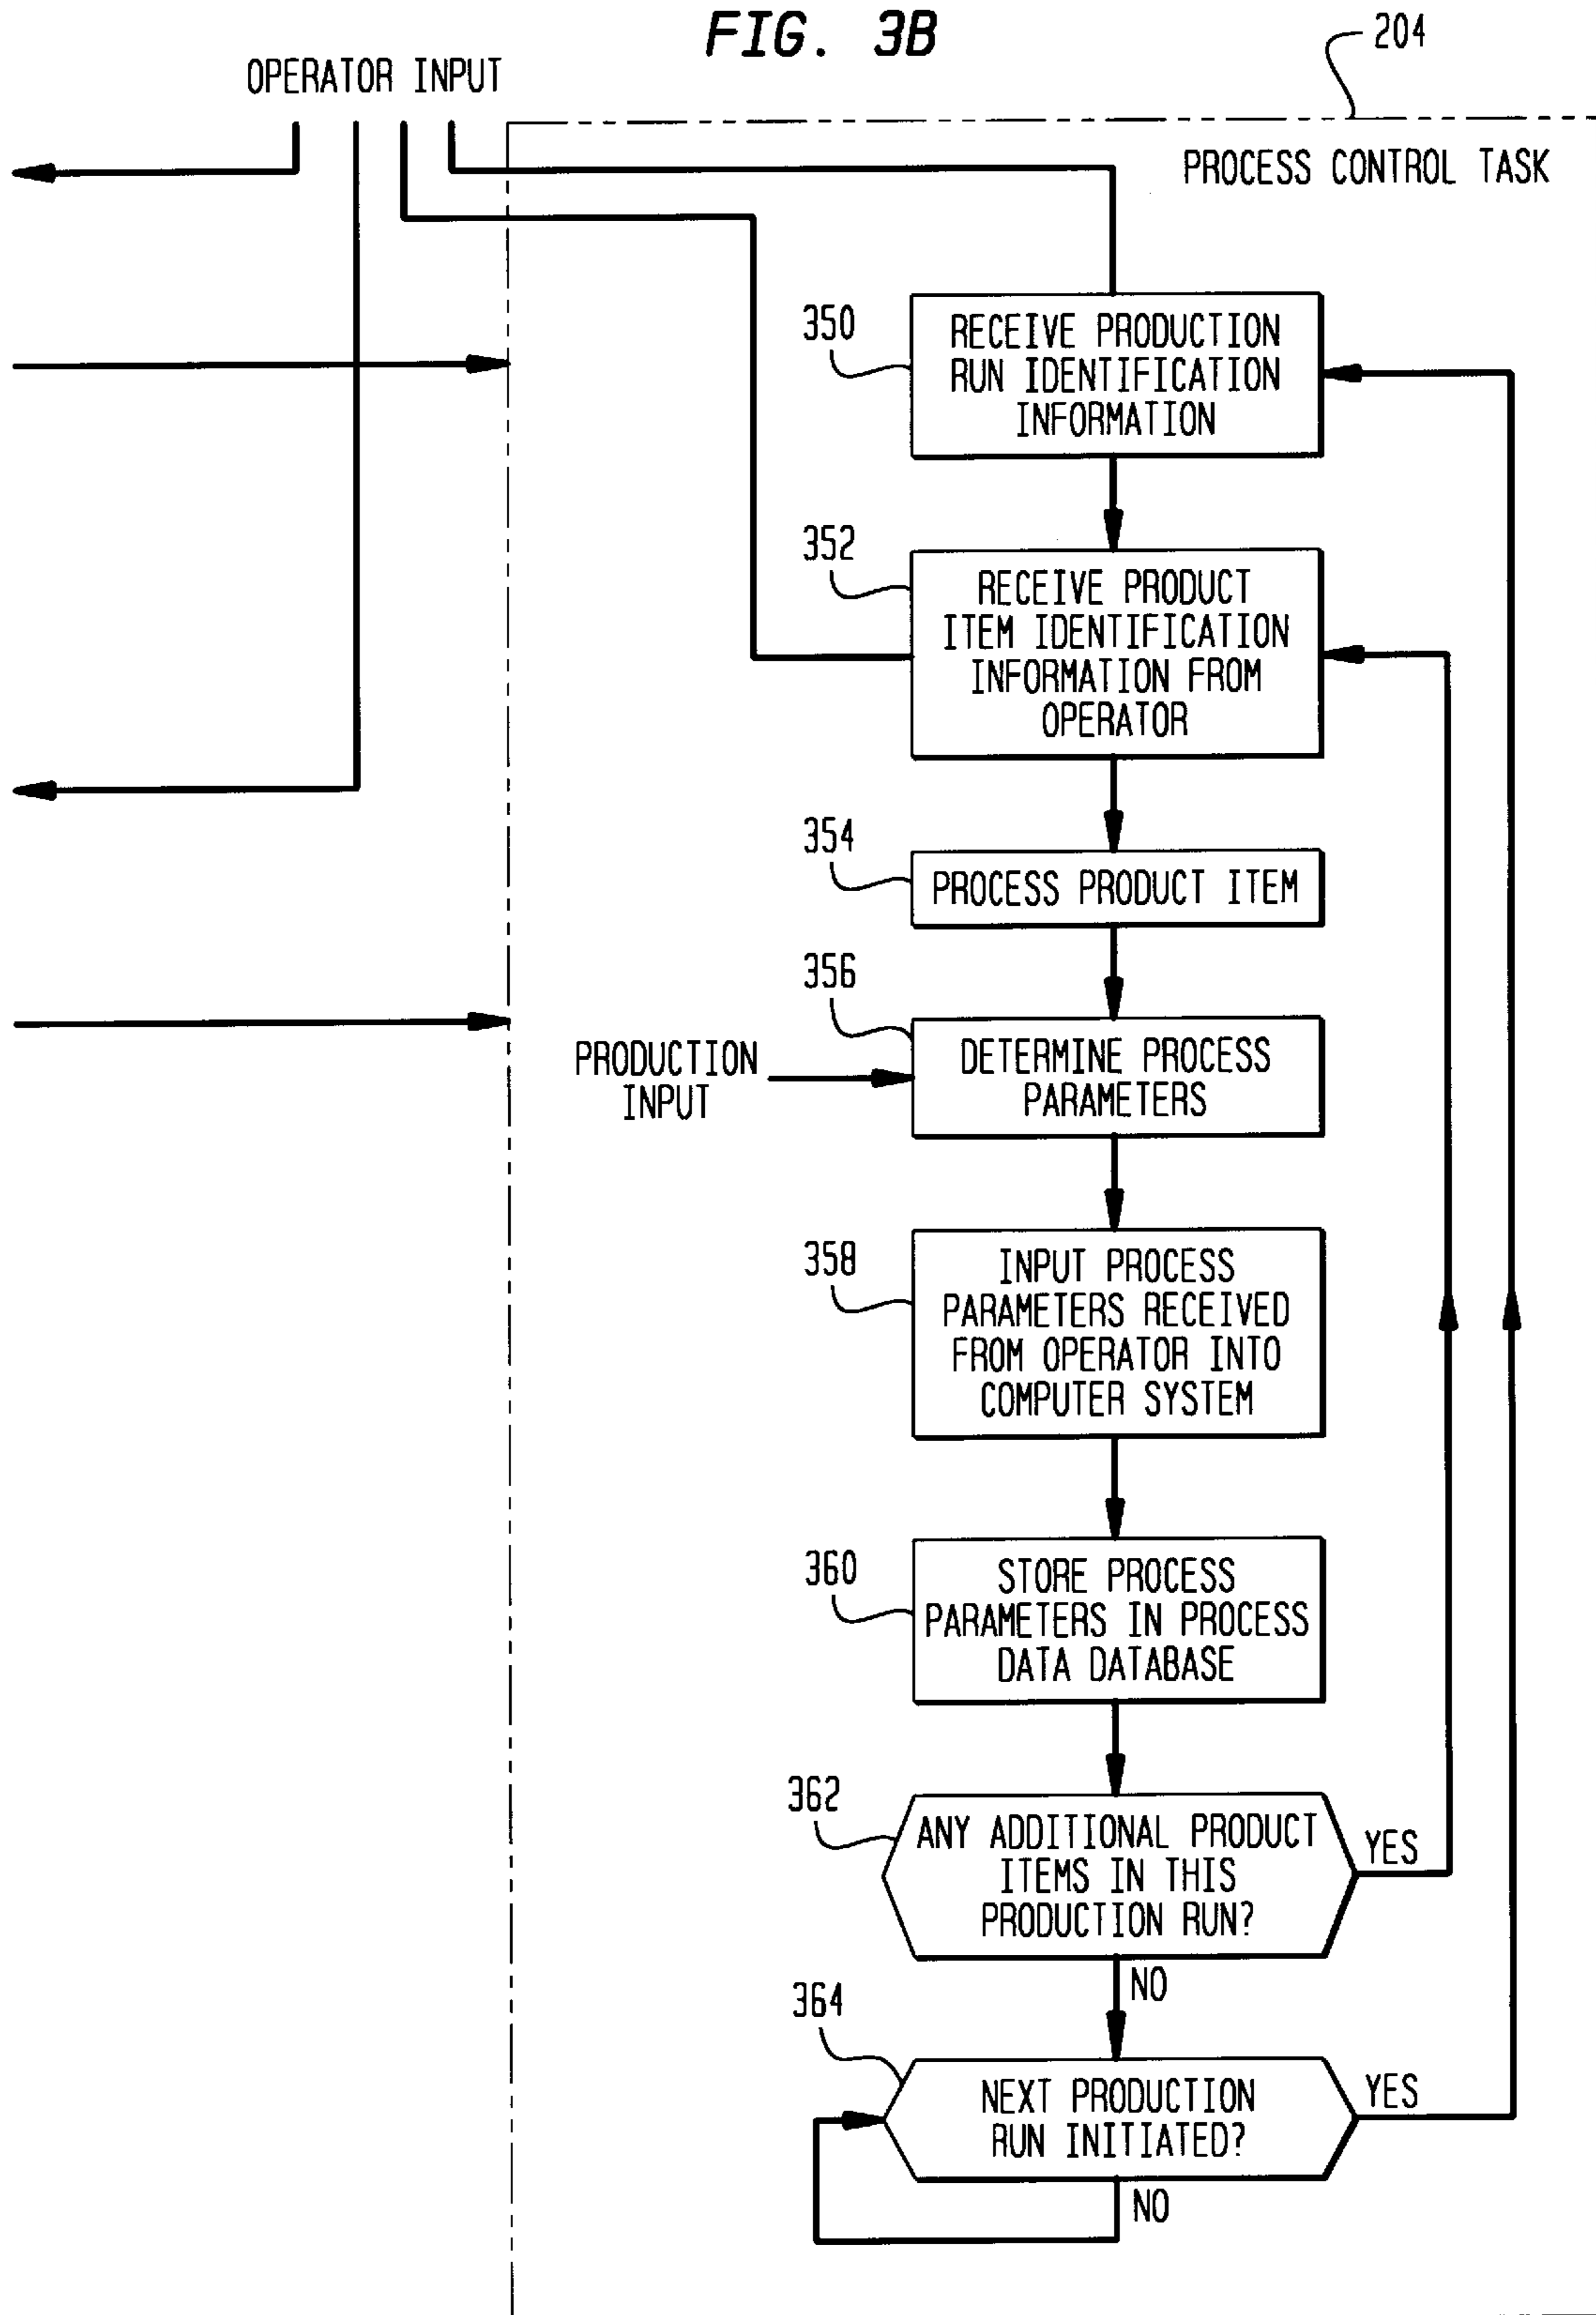 FIG. 3B
204
OPERATOR INPUT
PROCESS CONTROL TASK
350
RECEIVE PRODUCTION
RUN IDENTIFICATION
INFORMATION
352
RECEIVE PRODUCT
ITEM IDENTIFICATION
INFORMATION FROM
OPERATOR
354
PROCESS PRODUCT ITEM
356
PRODUCTION
INPUT
DETERMINE PROCESS
PARAMETERS
358
INPUT PROCESS
PARAMETERS RECEIVED
FROM OPERATOR INTO
COMPUTER SYSTEM
360
STORE PROCESS
PARAMETERS IN PROCESS
DATA DATABASE
362
ANY ADDITIONAL PRODUCT
ITEMS IN THIS
PRODUCTION RUN?
YES
NO
364
NEXT PRODUCTION
RUN INITIATED?
YES
NO